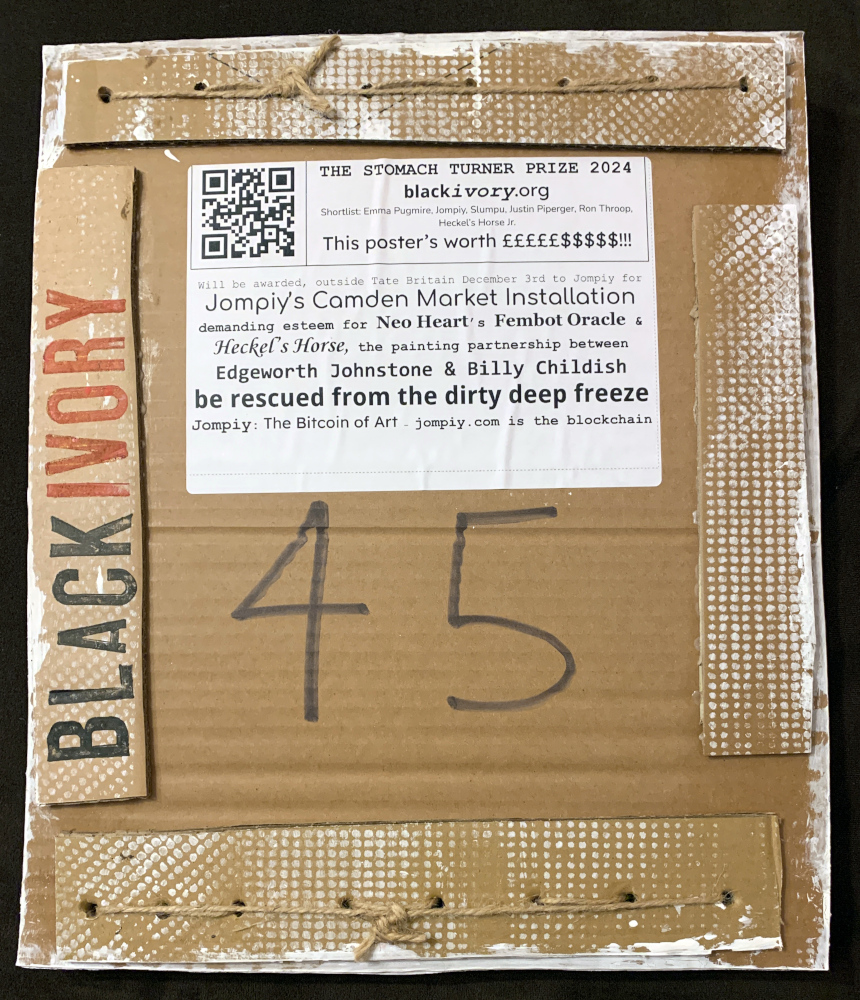 THE STOMACH TURNER PRIZE 2024
blackivory.org
Shortlist: Emma Pugmire, Jompiy, Slumpu, Justin Piperger, Ron Throop,
Heckel's Horse Jr.
This poster's worth £££££$$$$$!!!
Will be awarded, outside Tate Britain December 3rd to Jompiy for
Jompiy's Camden Market Installation
demanding esteem for Neo Heart's Fembot Oracle &
Heckel's Horse, the painting partnership between
Edgeworth Johnstone & Billy Childish
be rescued from the dirty deep freeze
Jompiy: The Bitcoin of Art - jompiy.com is the blockchain
BLACKIVORY
45